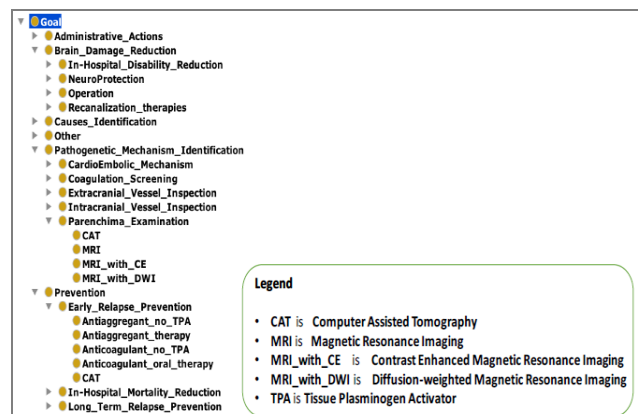 Goal
Administrative_Actions
Brain_Damage_Reduction
In-Hospital_Disability_Reduction
NeuroProtection
Operation
Recanalization_therapies
Causes_Identification
Other
Pathogenetic_Mechanism_Identification
CardioEmbolic_Mechanism
Coagulation_Screening
Extracranial_Vessel_Inspection
Intracranial_Vessel_Inspection
Parenchima_Examination
CAT
MRI
MRI_with_CE
MRI_with_DWI
Prevention
Early_Relapse_Prevention
Antiaggregant_no_TPA
Antiaggregant_therapy
Anticoagulant_no_TPA
Anticoagulant_oral_therapy
CAT
In-Hospital_Mortality_Reduction
Long_Term_Relapse_Prevention
Legend
• CAT is Computer Assisted Tomography
• MRI is Magnetic Resonance Imaging
• MRI_with_CE is Contrast Enhanced Magnetic Resonance Imaging
• MRI_with_DWI is Diffusion-weighted Magnetic Resonance Imaging
• TPA is Tissue Plasminogen Activator